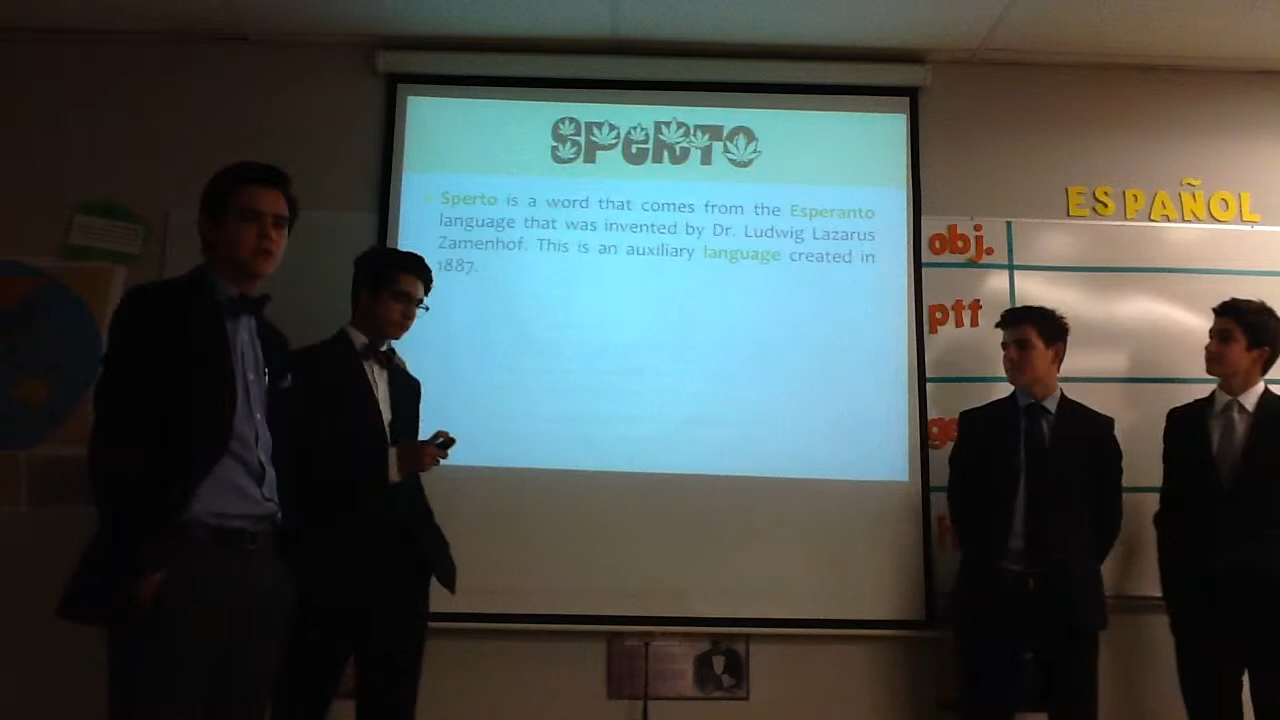 SPeRTO
Sperto is a word that comes from the Esperanto
language that was invented by Dr. Ludwig Lazarus
Zamenhof. This is an auxiliary language created in
1887.
ESPAÑOL
obj.
ptf